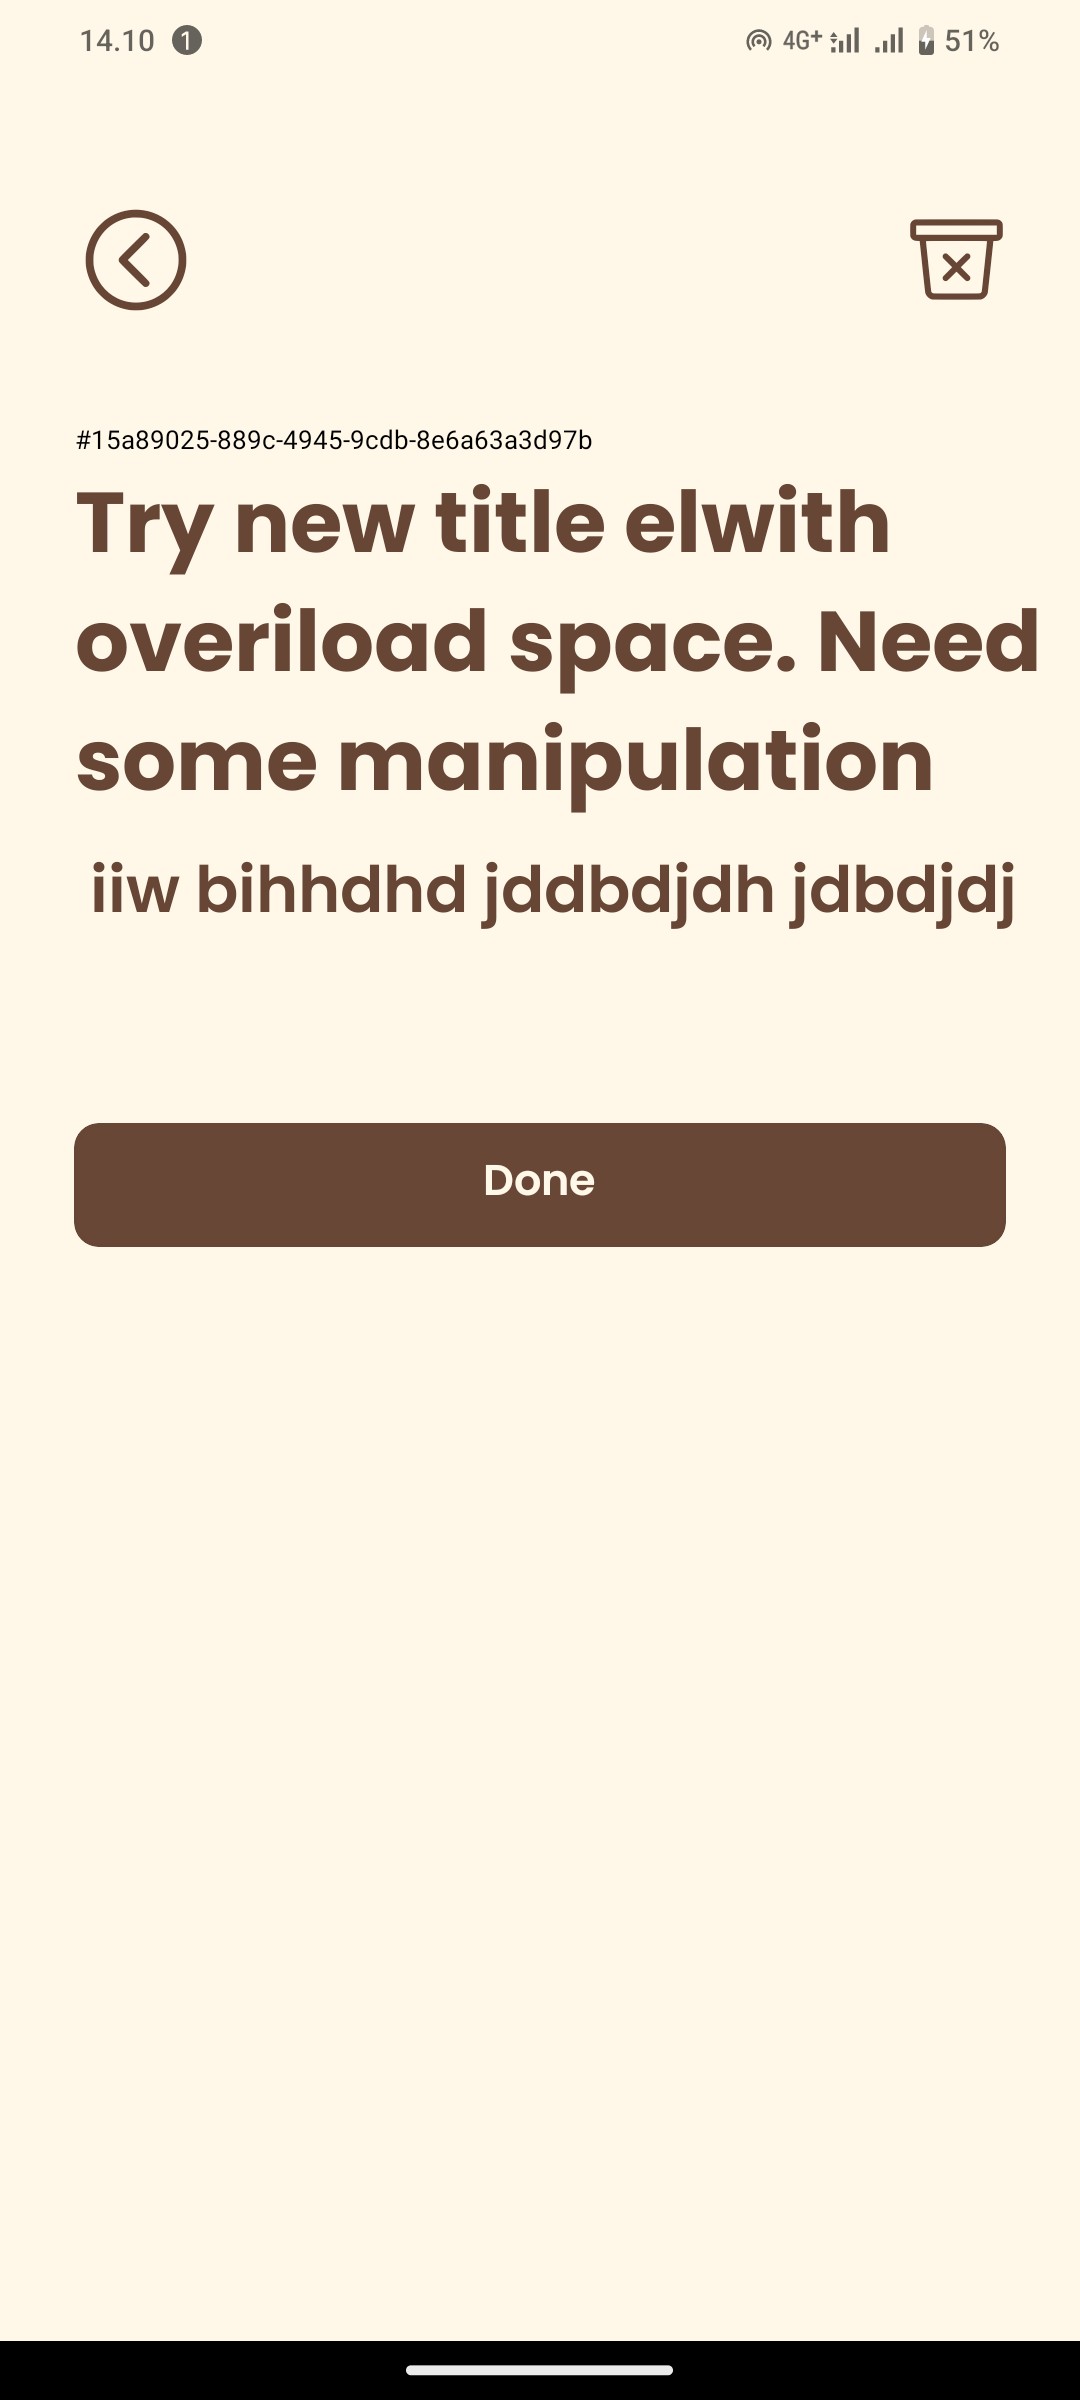 14.10 1 4G+ 51%
#15a89025-889c-4945-9cdb-8e6a63a3d97b
Try new title elwith
overiload space. Need
some manipulation
iiw bihhdhd jddbdjdh jdbdjdj
Done